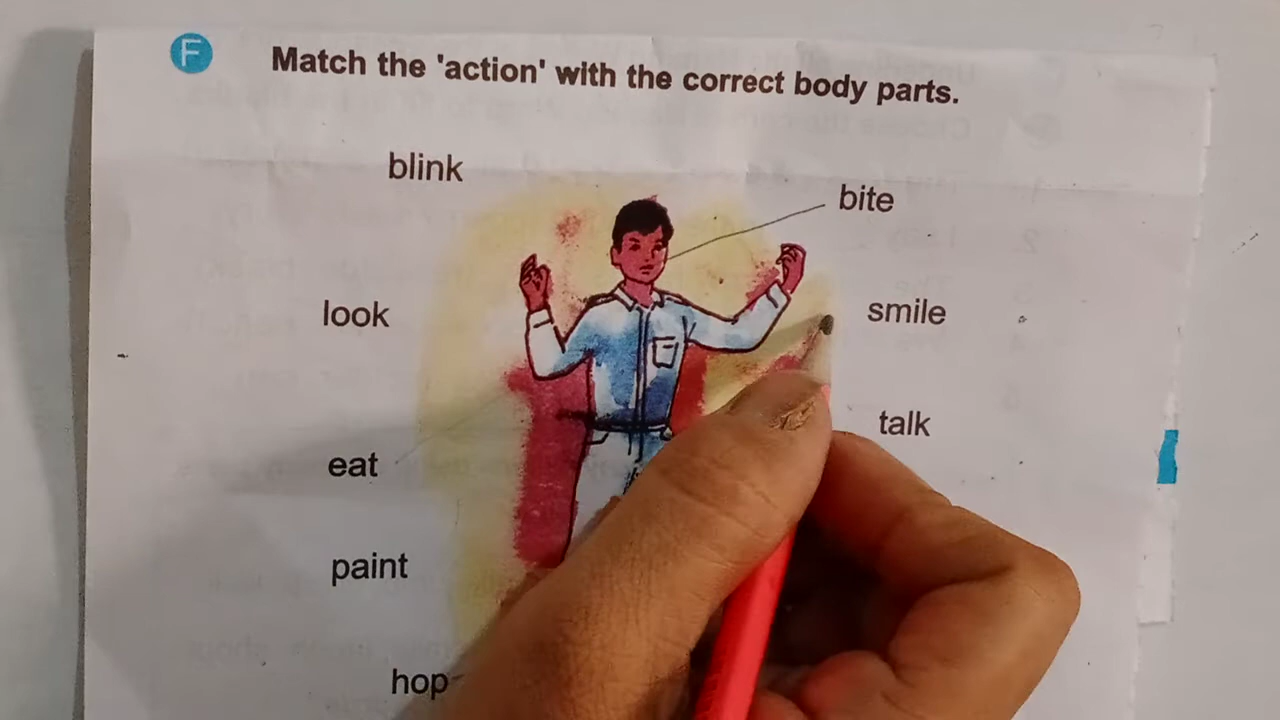 F Match the 'action' with the correct body parts.
blink
bite
look
smile
talk
eat
paint
hop